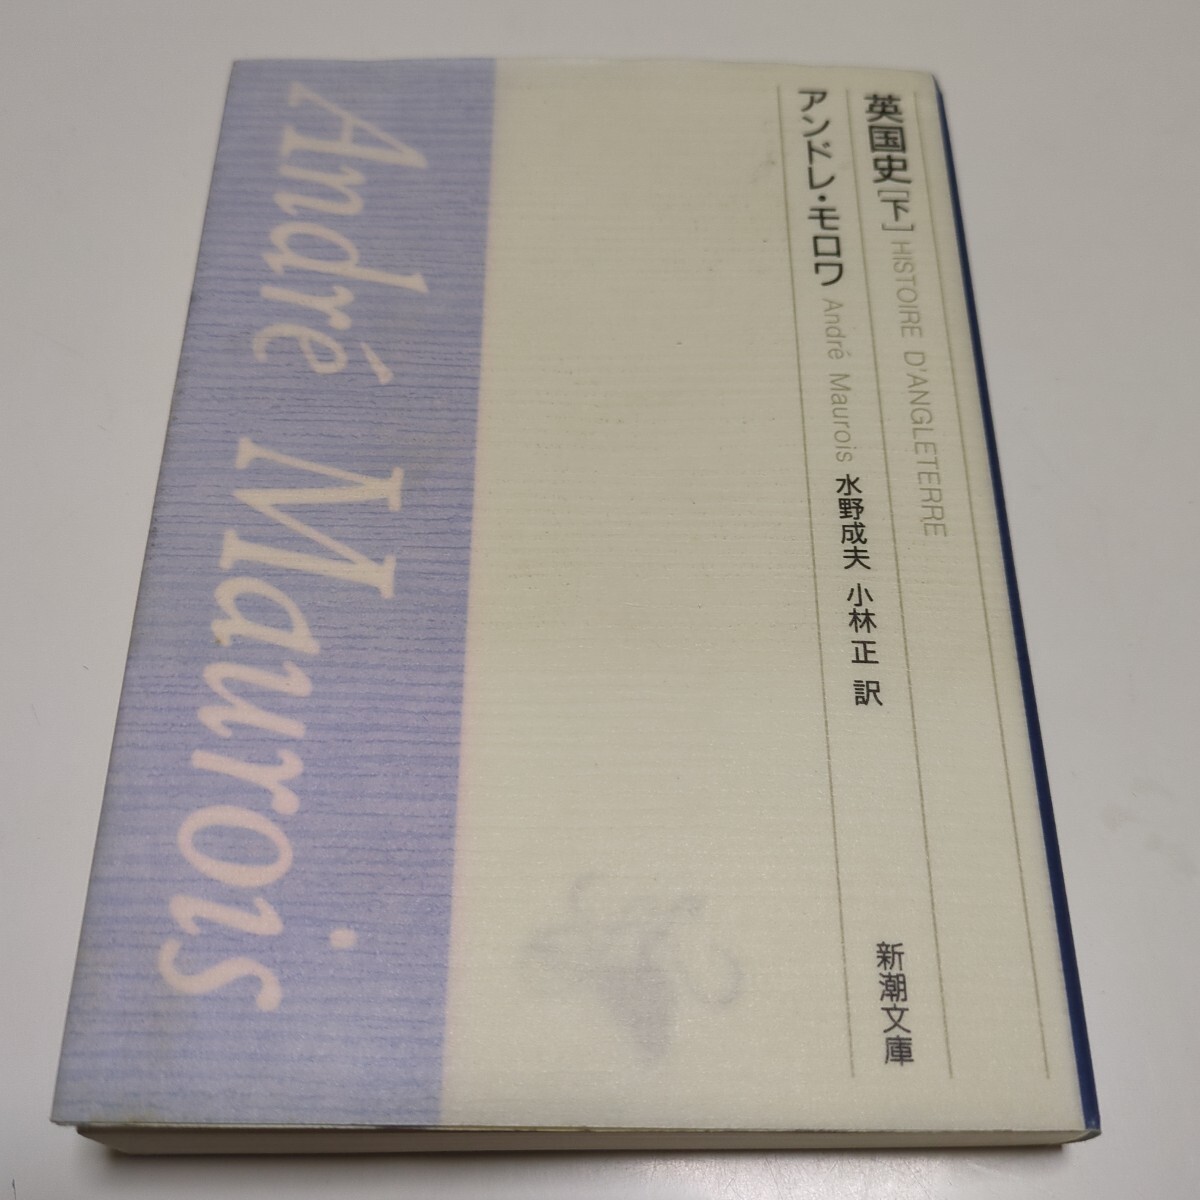 英国史[下] HISTOIRE D'ANGLETERRE
アンドレ・モロワ André Maurois 水野成夫 小林正 訳
新潮文庫
André Maurois